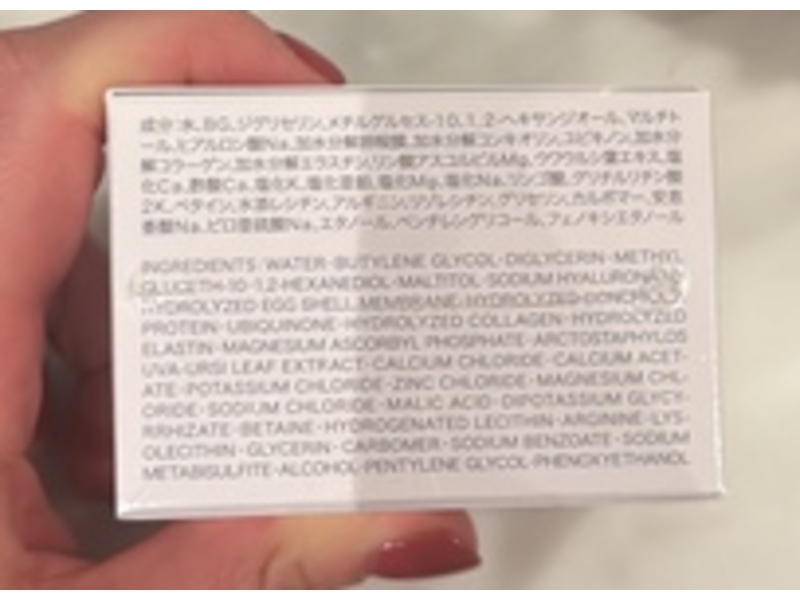 成分:水、BG、ジグリセリン、メチルグルセス-10、1,2-ヘキサンジオール、マルチト
ール、ヒアルロン酸Na、加水分解卵殻膜、加水分解コンキオリン、ユビキノン、加水分
解コラーゲン、加水分解エラスチン、リン酸アスコルビルMg、ウワウルシ葉エキス、塩
化Ca、酢酸Ca、塩化K、塩化亜鉛、塩化Mg、塩化Na、リンゴ酸、グリチルリチン酸
2K、ベタイン、水添レシチン、アルギニン、リゾレシチン、グリセリン、カルボマー、安息
香酸Na、ピロ亜硫酸Na、エタノール、ペンチレングリコール、フェノキシエタノール
INGREDIENTS:WATER·BUTYLENE GLYCOL·DIGLYCERIN·METHYL
GLUCETH-10·1,2-HEXANEDIOL·MALTITOL·SODIUM HYALURONATE·
HYDROLYZED EGG SHELL MEMBRANE·HYDROLYZED CONCHIOLIN
PROTEIN·UBIQUINONE·HYDROLYZED COLLAGEN·HYDROLYZED
ELASTIN·MAGNESIUM ASCORBYL PHOSPHATE·ARCTOSTAPHYLOS
UVA-URSI LEAF EXTRACT·CALCIUM CHLORIDE·CALCIUM ACET-
ATE·POTASSIUM CHLORIDE·ZINC CHLORIDE·MAGNESIUM CHL-
ORIDE·SODIUM CHLORIDE·MALIC ACID·DIPOTASSIUM GLYCY-
RRHIZATE·BETAINE·HYDROGENATED LECITHIN·ARGININE·LYS-
OLECITHIN·GLYCERIN·CARBOMER·SODIUM BENZOATE·SODIUM
METABISULFITE·ALCOHOL·PENTYLENE GLYCOL·PHENOXYETHANOL